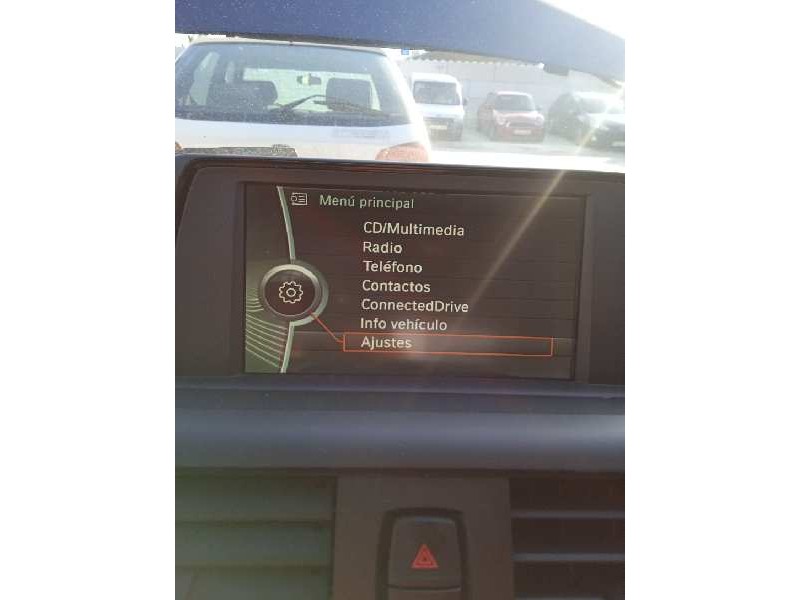 Menú principal
CD/Multimedia
Radio
Teléfono
Contactos
ConnectedDrive
Info vehículo
Ajustes